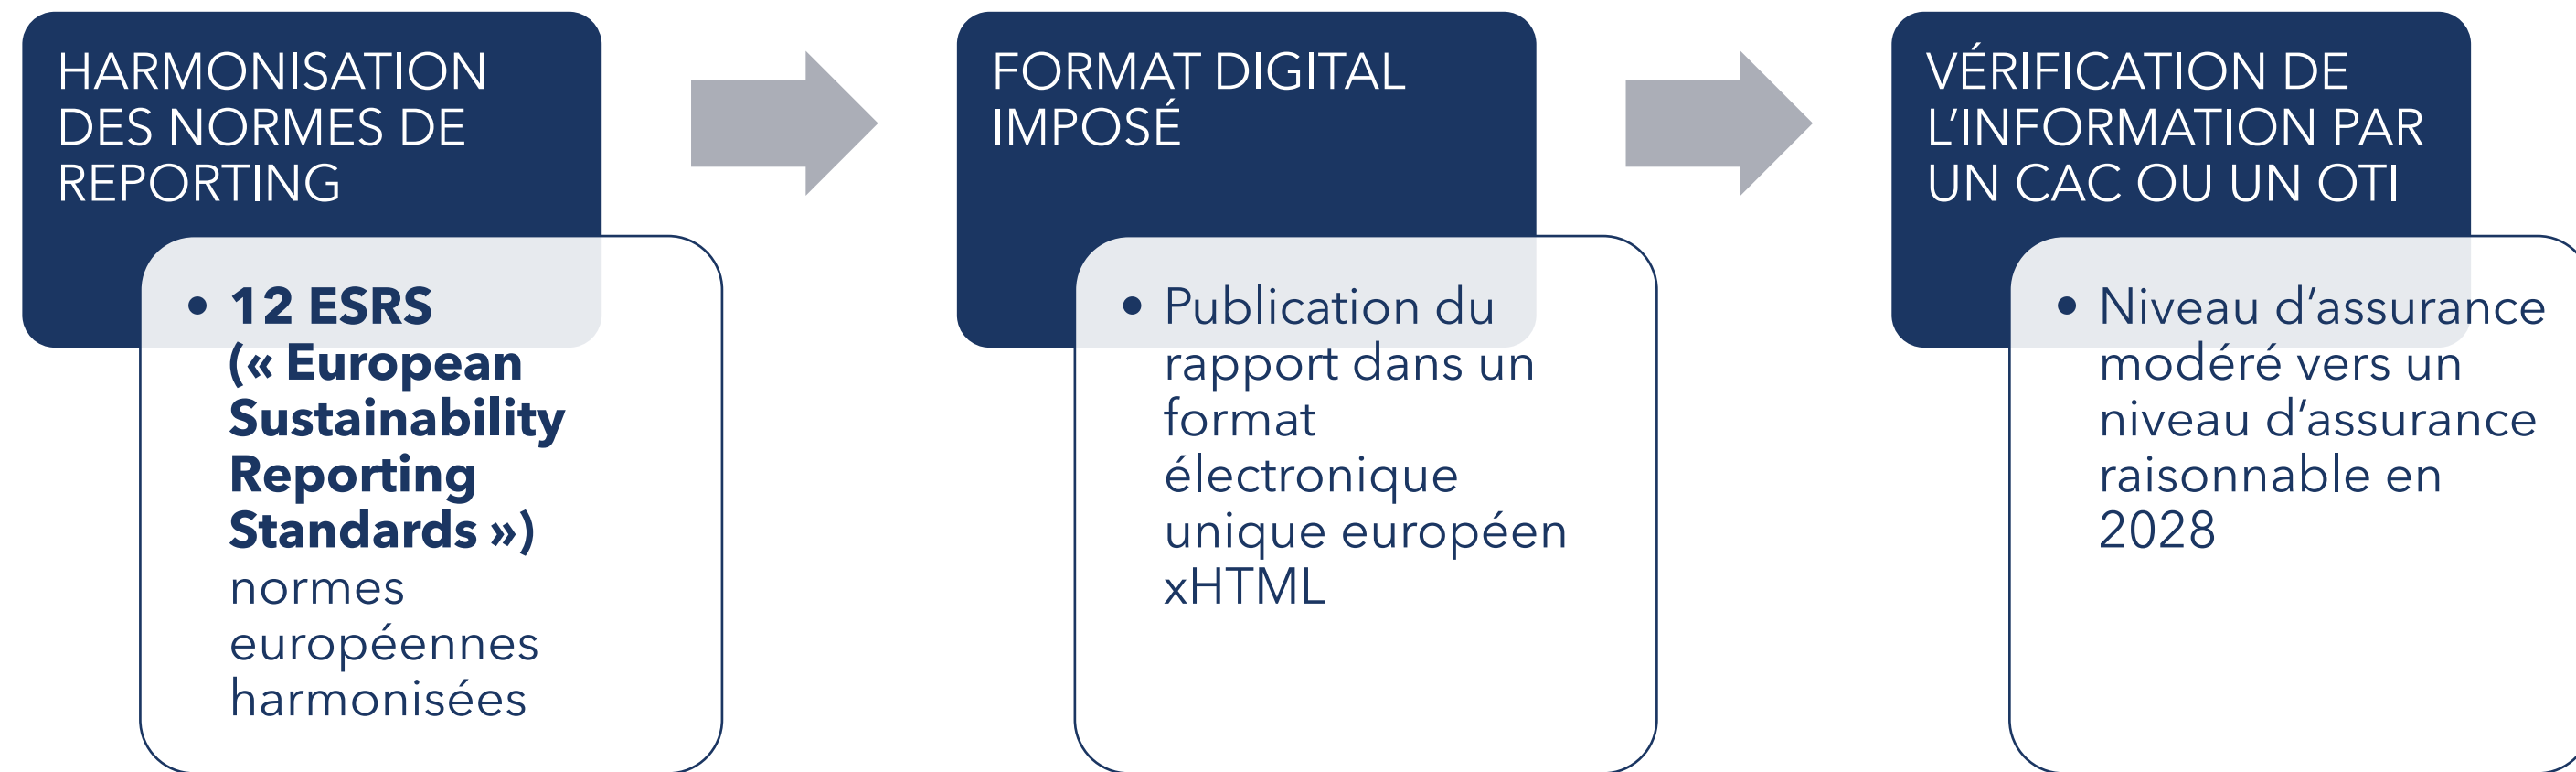 HARMONISATION
DES NORMES DE
REPORTING
• 12 ESRS
(« European
Sustainability
Reporting
Standards »)
normes
européennes
harmonisées
FORMAT DIGITAL
IMPOSÉ
• Publication du
rapport dans un
format
électronique
unique européen
xHTML
VÉRIFICATION DE
L’INFORMATION PAR
UN CAC OU UN OTI
• Niveau d’assurance
modéré vers un
niveau d’assurance
raisonnable en
2028